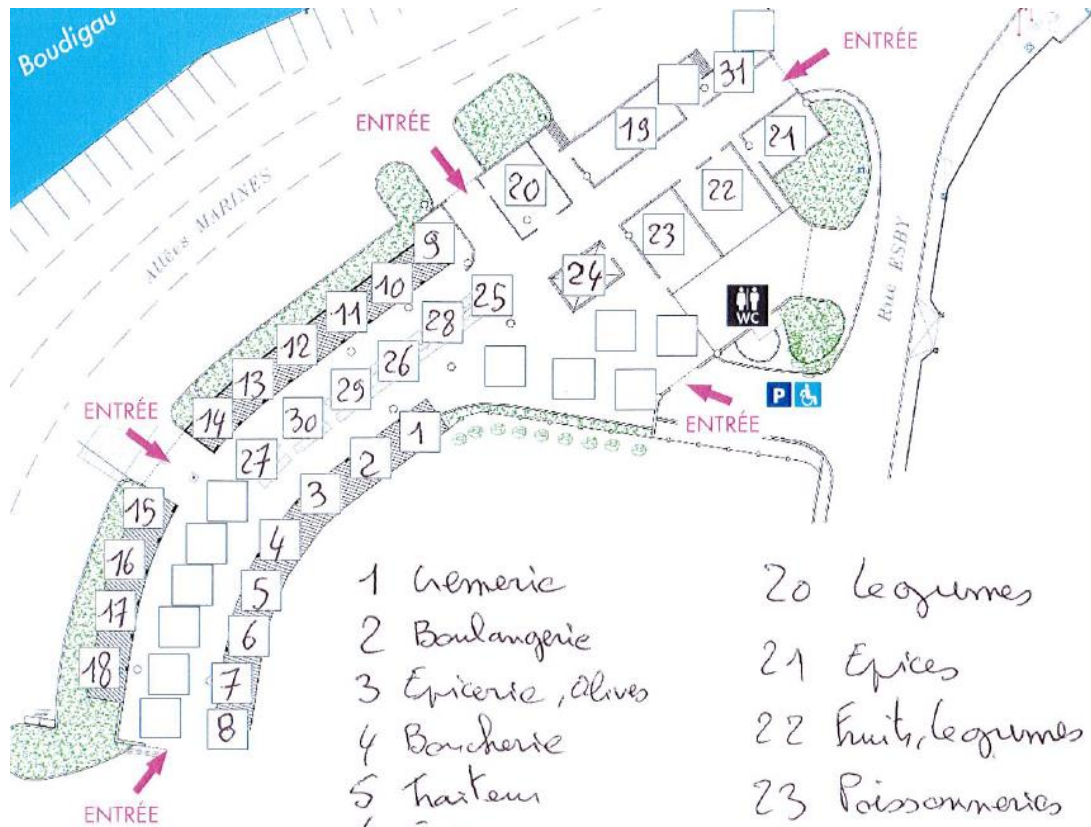 Boudigau
ENTRÉE
31
19
21
ENTRÉE
Allées MARINES
20
22
9
23
Rue ESBY
10
24
25
11
28
WC
12
26
13
29
P
14
30
1
ENTRÉE
ENTRÉE
27
2
3
15
4
16
5
17
6
18
7
8
ENTRÉE
1 Cremerie
2 Boulangerie
3 Epicerie, Olives
4 Boucherie
5 Traiteur
20 Legumes
21 Epices
22 Fruits, Legumes
23 Poissonneries